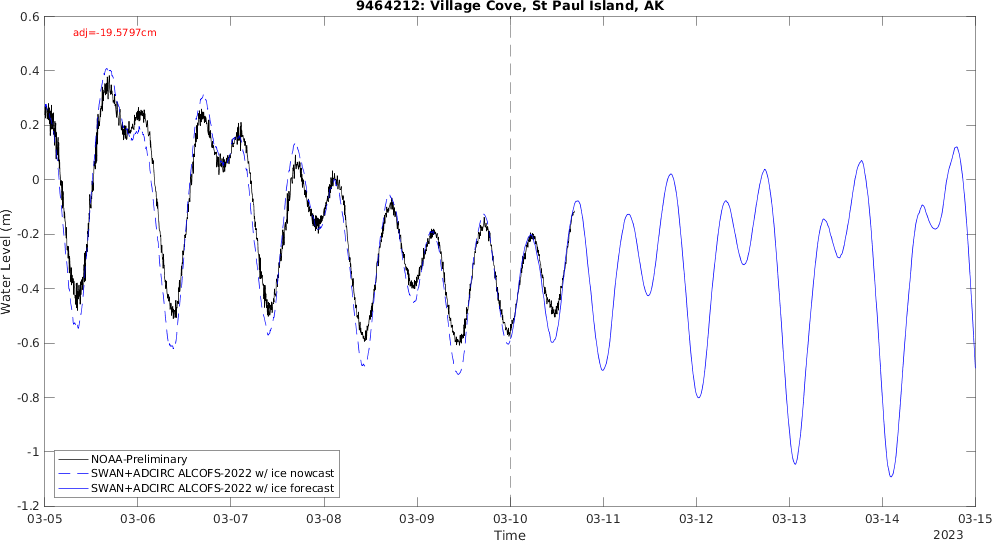 9464212: Village Cove, St Paul Island, AK
adj=-19.5797cm
0.6
0.4
0.2
0
-0.2
-0.4
-0.6
-0.8
-1
-1.2
Water Level (m)
NOAA-Preliminary
SWAN+ADCIRC ALCOFS-2022 w/ ice nowcast
SWAN+ADCIRC ALCOFS-2022 w/ ice forecast
03-05 03-06 03-07 03-08 03-09 03-10 03-11 03-12 03-13 03-14 03-15
Time
2023